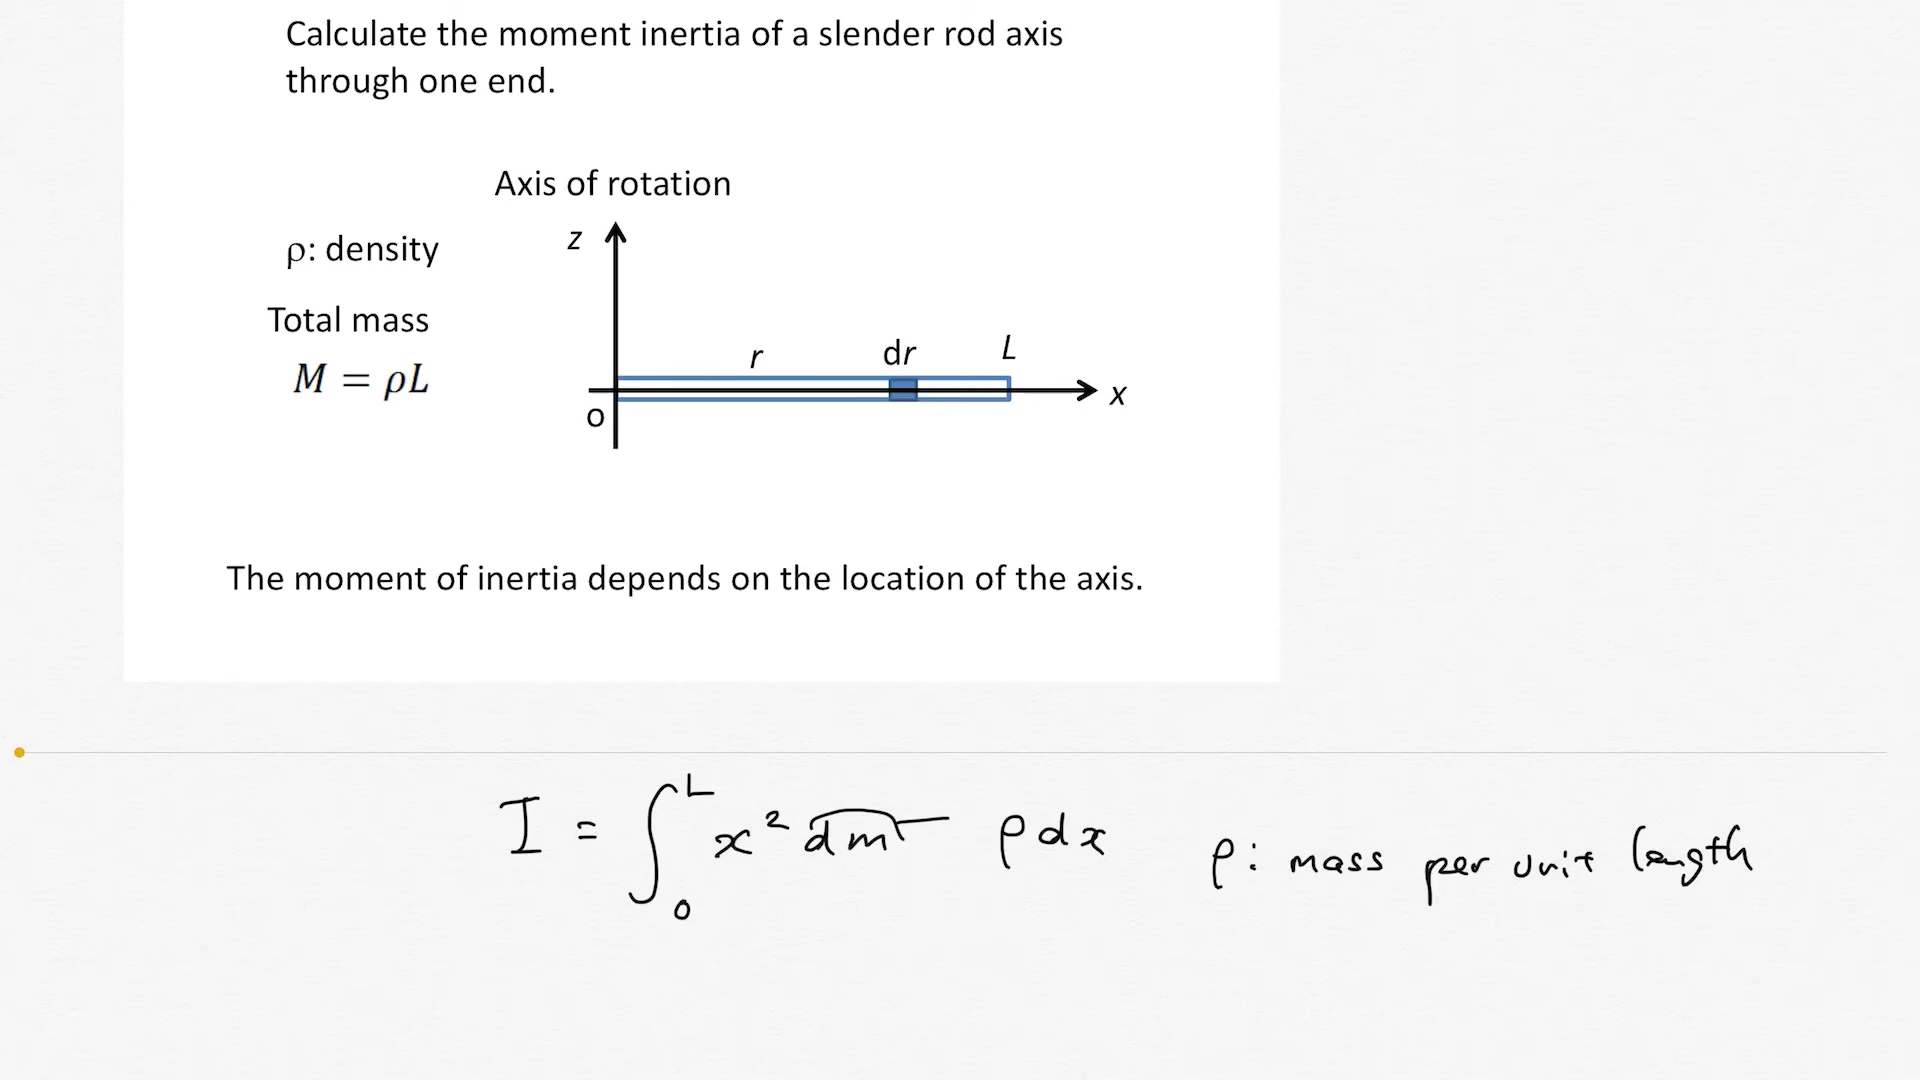 Calculate the moment inertia of a slender rod axis
through one end.
Axis of rotation
z
ρ: density
Total mass
M = ρL
r
dr
L
x
o
The moment of inertia depends on the location of the axis.
I = ∫₀ᴸ x² dm ρdx ρ: mass per unit length